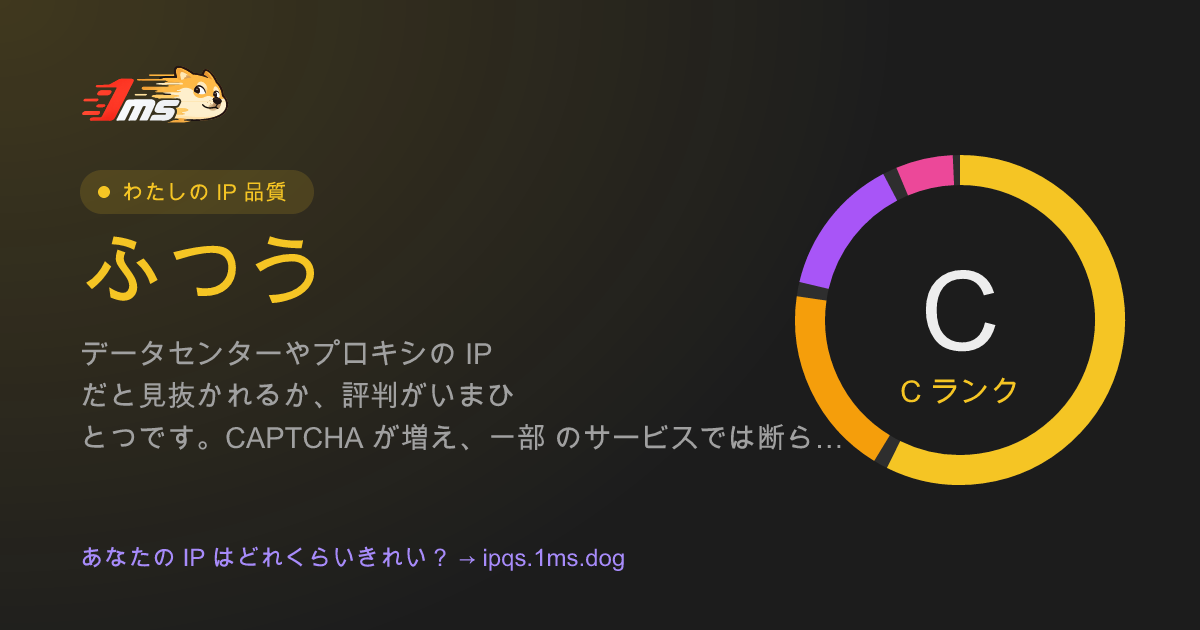 1ms
わたしの IP 品質
ふつう
データセンターやプロキシの IP
だと見抜かれるか、評判がいまひ
とつです。CAPTCHA が増え、一部 のサービスでは断ら…
C
C ランク
あなたの IP はどれくらいきれい？ → ipqs.1ms.dog